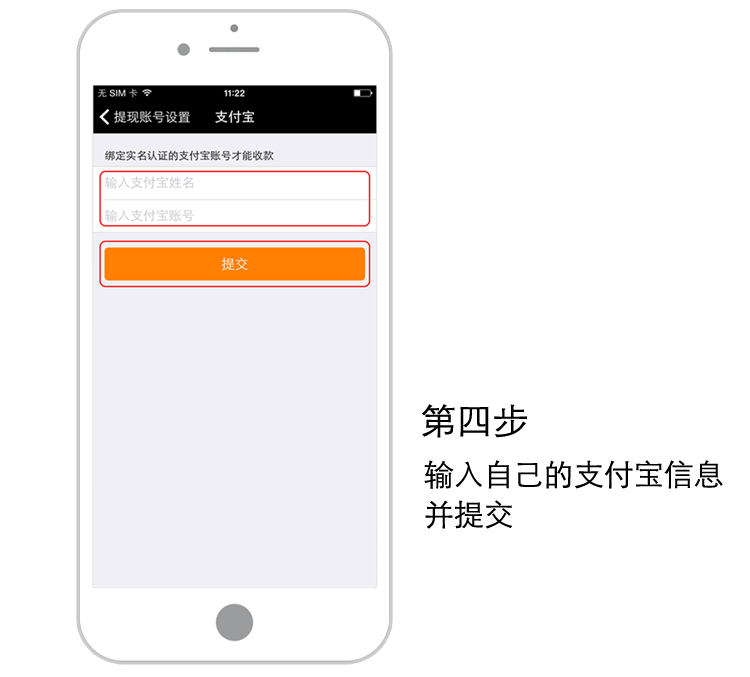 无 SIM 卡 11:22
提现账号设置 支付宝
绑定实名认证的支付宝账号才能收款
输入支付宝姓名
输入支付宝账号
提交
第四步
输入自己的支付宝信息
并提交